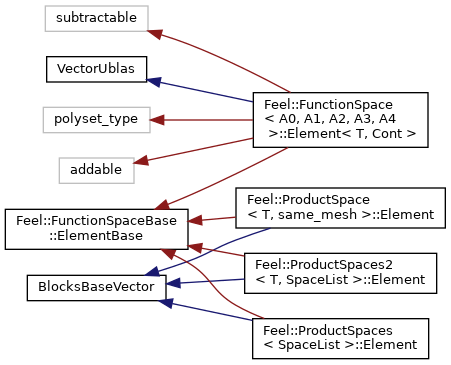 subtractable
VectorUblas
polyset_type
addable
Feel::FunctionSpace
< A0, A1, A2, A3, A4
>::Element< T, Cont >
Feel::FunctionSpaceBase
::ElementBase
BlocksBaseVector
Feel::ProductSpace
< T, same_mesh >::Element
Feel::ProductSpaces2
< T, SpaceList >::Element
Feel::ProductSpaces
< SpaceList >::Element